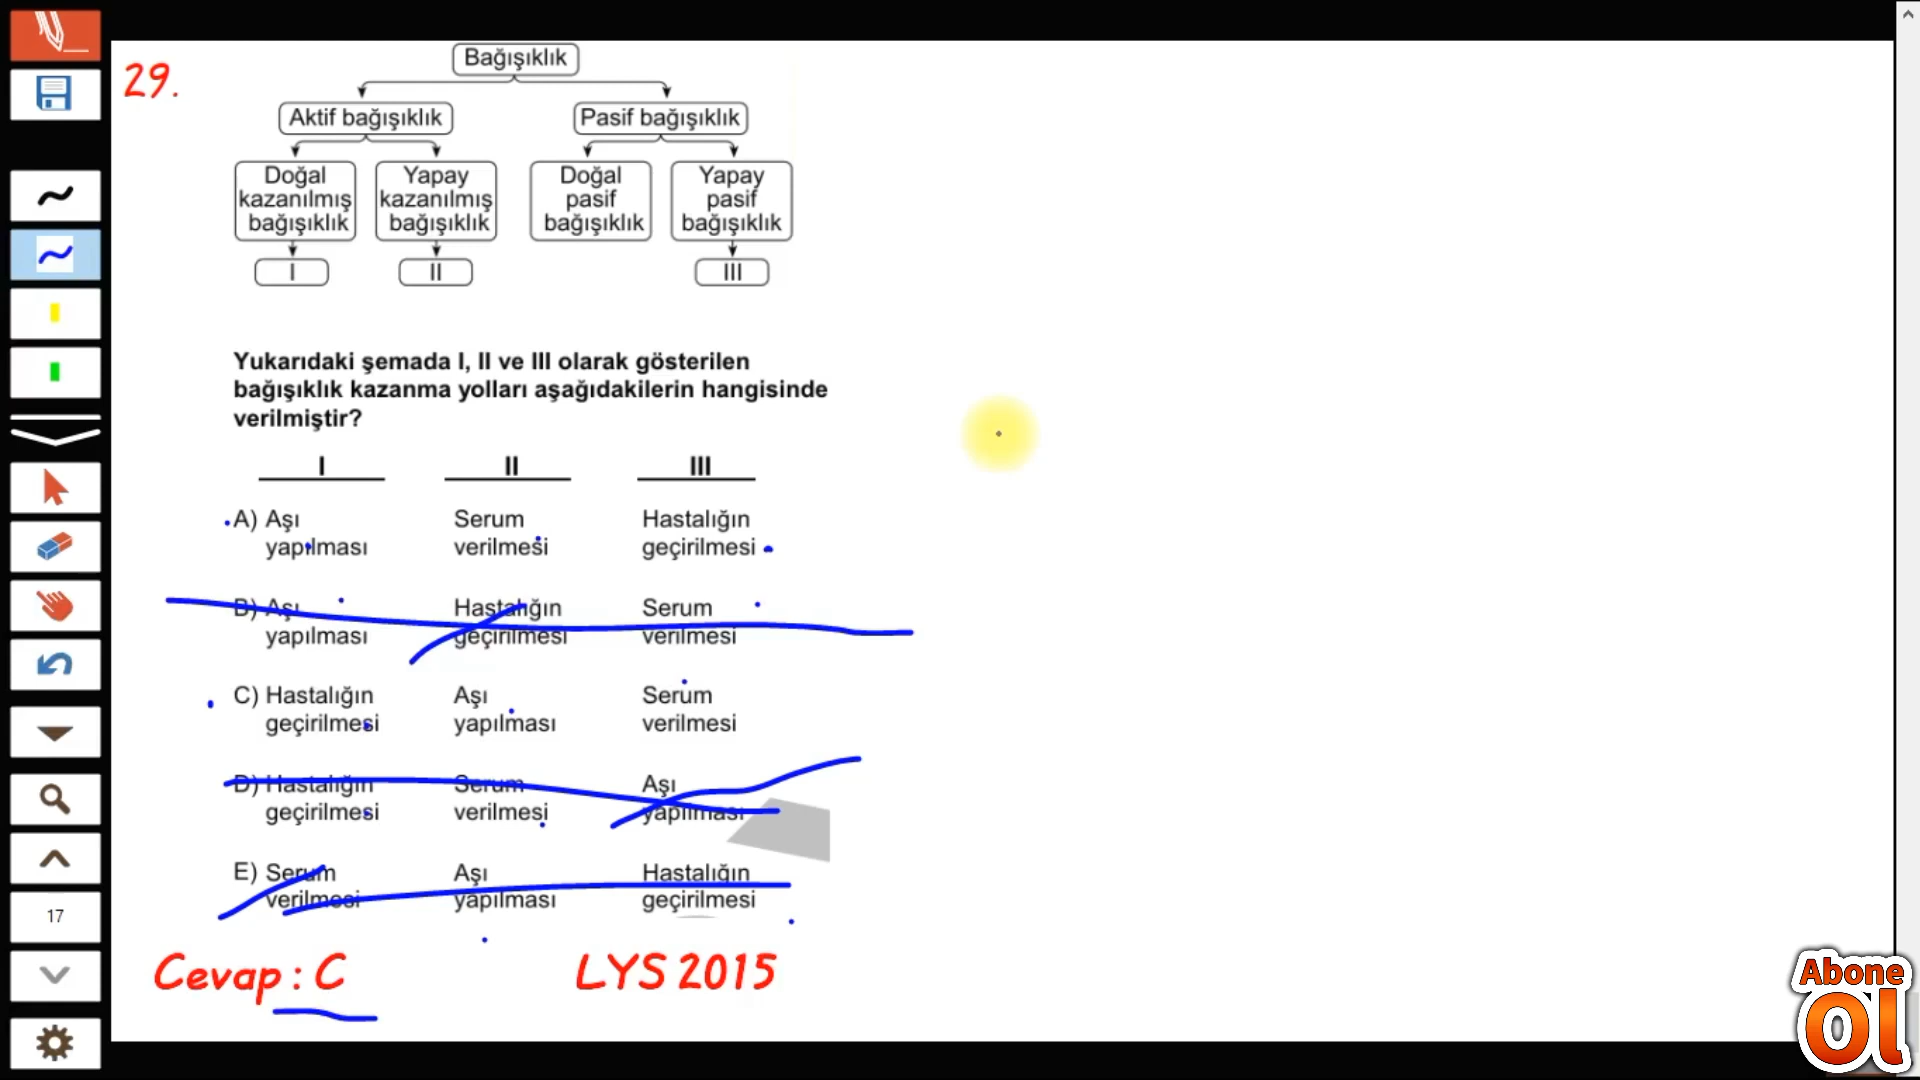 29.
Bağışıklık
Aktif bağışıklık
Pasif bağışıklık
Doğal kazanılmış bağışıklık
Yapay kazanılmış bağışıklık
Doğal pasif bağışıklık
Yapay pasif bağışıklık
I
II
III
Yukarıdaki şemada I, II ve III olarak gösterilen
bağışıklık kazanma yolları aşağıdakilerin hangisinde
verilmiştir?
I II III
A) Aşı Serum Hastalığın
yapılması verilmesi geçirilmesi
B) Aşı Hastalığın Serum
yapılması geçirilmesi verilmesi
C) Hastalığın Aşı Serum
geçirilmesi yapılması verilmesi
D) Hastalığın Serum Aşı
geçirilmesi verilmesi yapılması
E) Serum Aşı Hastalığın
verilmesi yapılması geçirilmesi
Cevap : C LYS 2015
17
Abone
Ol